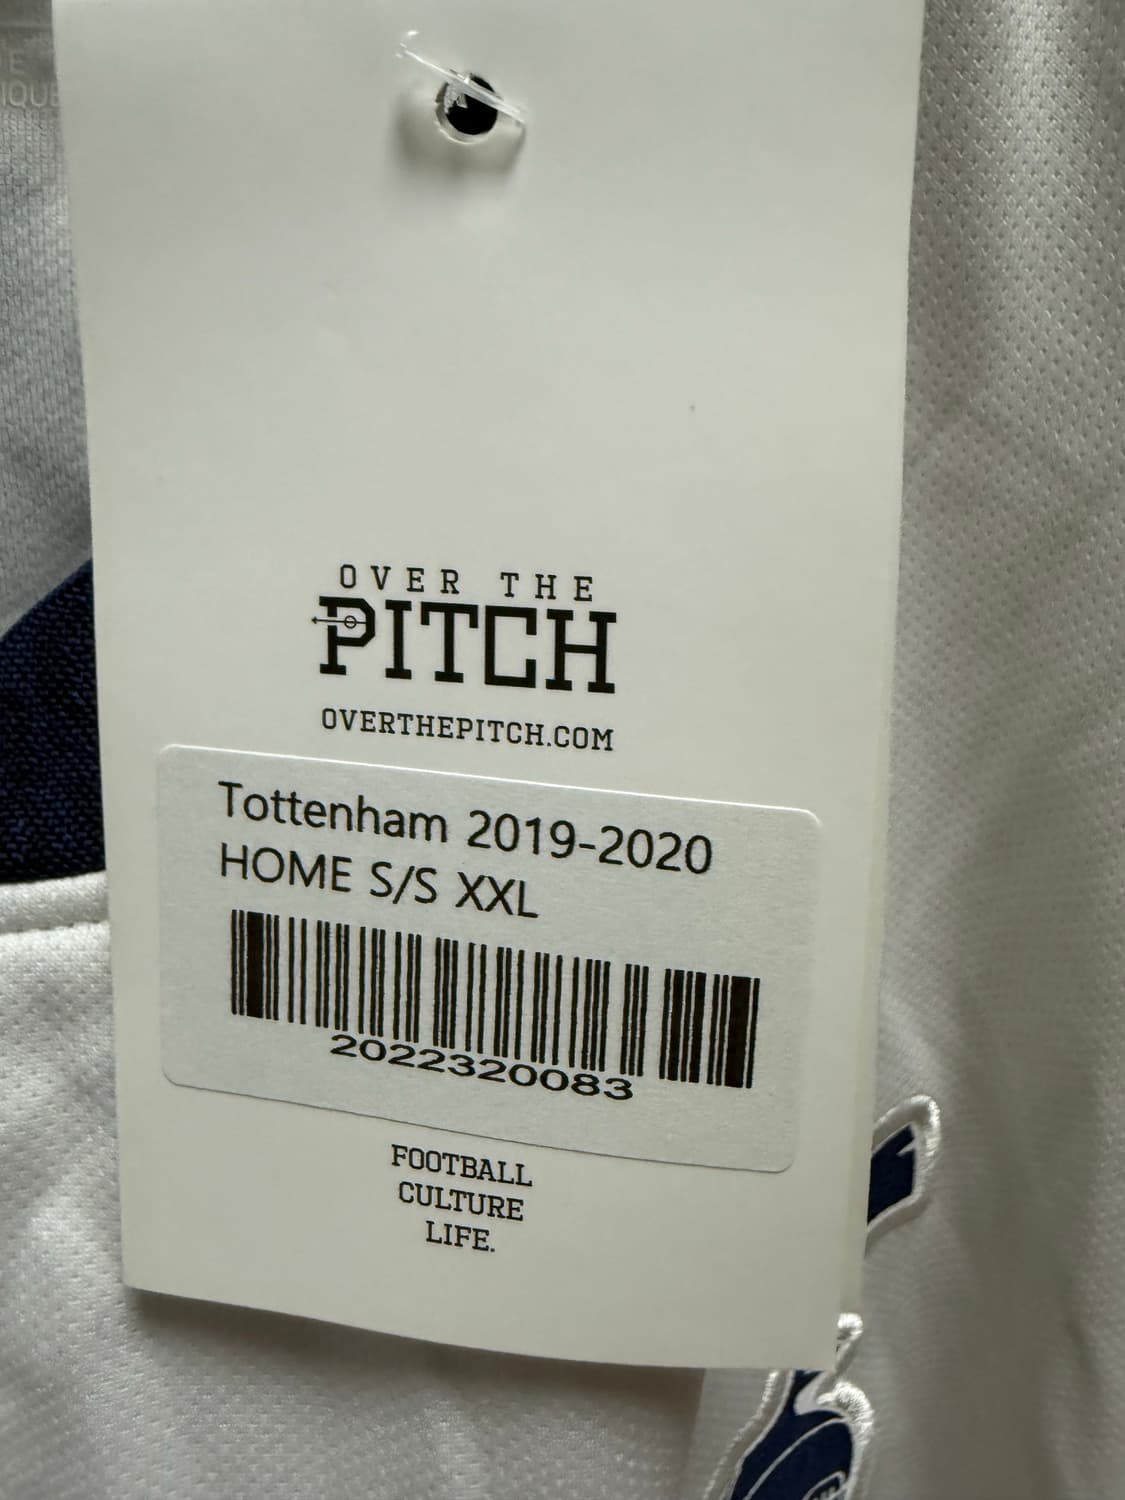 OVER THE
PITCH
OVERTHEPITCH.COM
Tottenham 2019-2020
HOME S/S XXL
2022320083
FOOTBALL
CULTURE
LIFE.